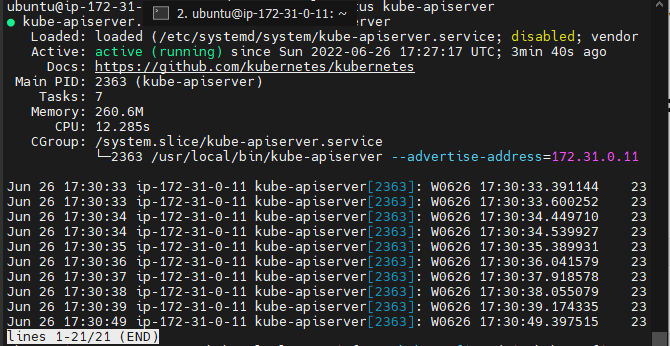 ubuntu@ip-172-31-0-11: ~
ubuntu@ip-17 tus kube-apiserver
● kube-apiserver. erver
Loaded: loaded (/etc/systemd/system/kube-apiserver.service; disabled; vendor
Active: active (running) since Sun 2022-06-26 17:27:17 UTC; 3min 40s ago
Docs: https://github.com/kubernetes/kubernetes
Main PID: 2363 (kube-apiserver)
Tasks: 7
Memory: 260.6M
CPU: 12.285s
CGroup: /system.slice/kube-apiserver.service
└─2363 /usr/local/bin/kube-apiserver --advertise-address=172.31.0.11
Jun 26 17:30:33 ip-172-31-0-11 kube-apiserver[2363]: W0626 17:30:33.391144 23
Jun 26 17:30:33 ip-172-31-0-11 kube-apiserver[2363]: W0626 17:30:33.600252 23
Jun 26 17:30:34 ip-172-31-0-11 kube-apiserver[2363]: W0626 17:30:34.449710 23
Jun 26 17:30:34 ip-172-31-0-11 kube-apiserver[2363]: W0626 17:30:34.539927 23
Jun 26 17:30:35 ip-172-31-0-11 kube-apiserver[2363]: W0626 17:30:35.389931 23
Jun 26 17:30:36 ip-172-31-0-11 kube-apiserver[2363]: W0626 17:30:36.041579 23
Jun 26 17:30:37 ip-172-31-0-11 kube-apiserver[2363]: W0626 17:30:37.918578 23
Jun 26 17:30:38 ip-172-31-0-11 kube-apiserver[2363]: W0626 17:30:38.055079 23
Jun 26 17:30:39 ip-172-31-0-11 kube-apiserver[2363]: W0626 17:30:39.174335 23
Jun 26 17:30:49 ip-172-31-0-11 kube-apiserver[2363]: W0626 17:30:49.397515 23
lines 1-21/21 (END)